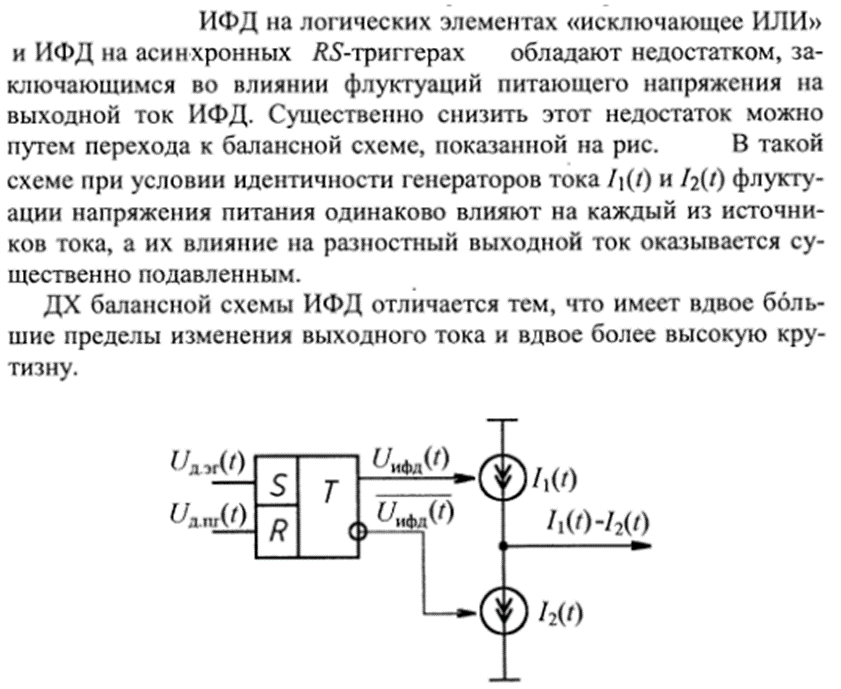 ИФД на логических элементах «исключающее ИЛИ»
и ИФД на асинхронных RS-триггерах обладают недостатком, за-
ключающимся во влиянии флуктуаций питающего напряжения на
выходной ток ИФД. Существенно снизить этот недостаток можно
путем перехода к балансной схеме, показанной на рис. В такой
схеме при условии идентичности генераторов тока I₁(t) и I₂(t) флукту-
ации напряжения питания одинаково влияют на каждый из источни-
ков тока, а их влияние на разностный выходной ток оказывается су-
щественно подавленным.
ДХ балансной схемы ИФД отличается тем, что имеет вдвое бо́ль-
шие пределы изменения выходного тока и вдвое более высокую кру-
тизну.
Uд.эг(t)
Uд.пг(t)
S
R
T
Uифд(t)
U̅ифд(t)
I₁(t)
I₁(t)-I₂(t)
I₂(t)